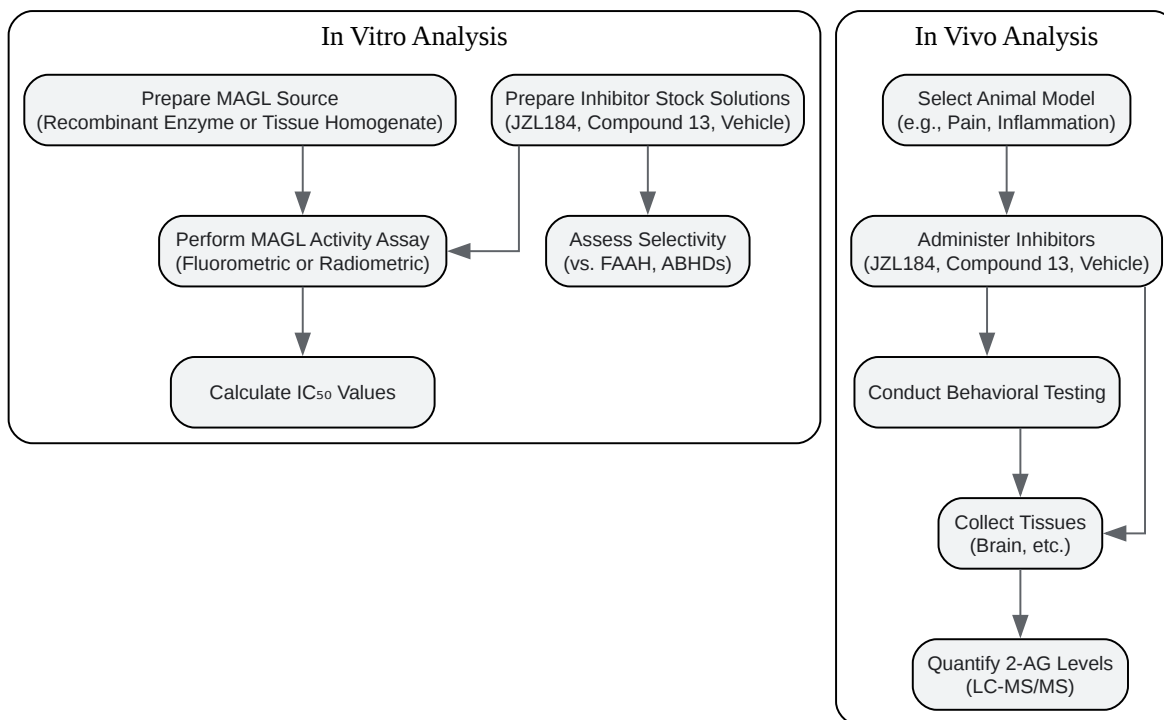 In Vitro Analysis
Prepare MAGL Source
(Recombinant Enzyme or Tissue Homogenate)
Prepare Inhibitor Stock Solutions
(JZL184, Compound 13, Vehicle)
Perform MAGL Activity Assay
(Fluorometric or Radiometric)
Assess Selectivity
(vs. FAAH, ABHDs)
Calculate IC₅₀ Values
In Vivo Analysis
Select Animal Model
(e.g., Pain, Inflammation)
Administer Inhibitors
(JZL184, Compound 13, Vehicle)
Conduct Behavioral Testing
Collect Tissues
(Brain, etc.)
Quantify 2-AG Levels
(LC-MS/MS)